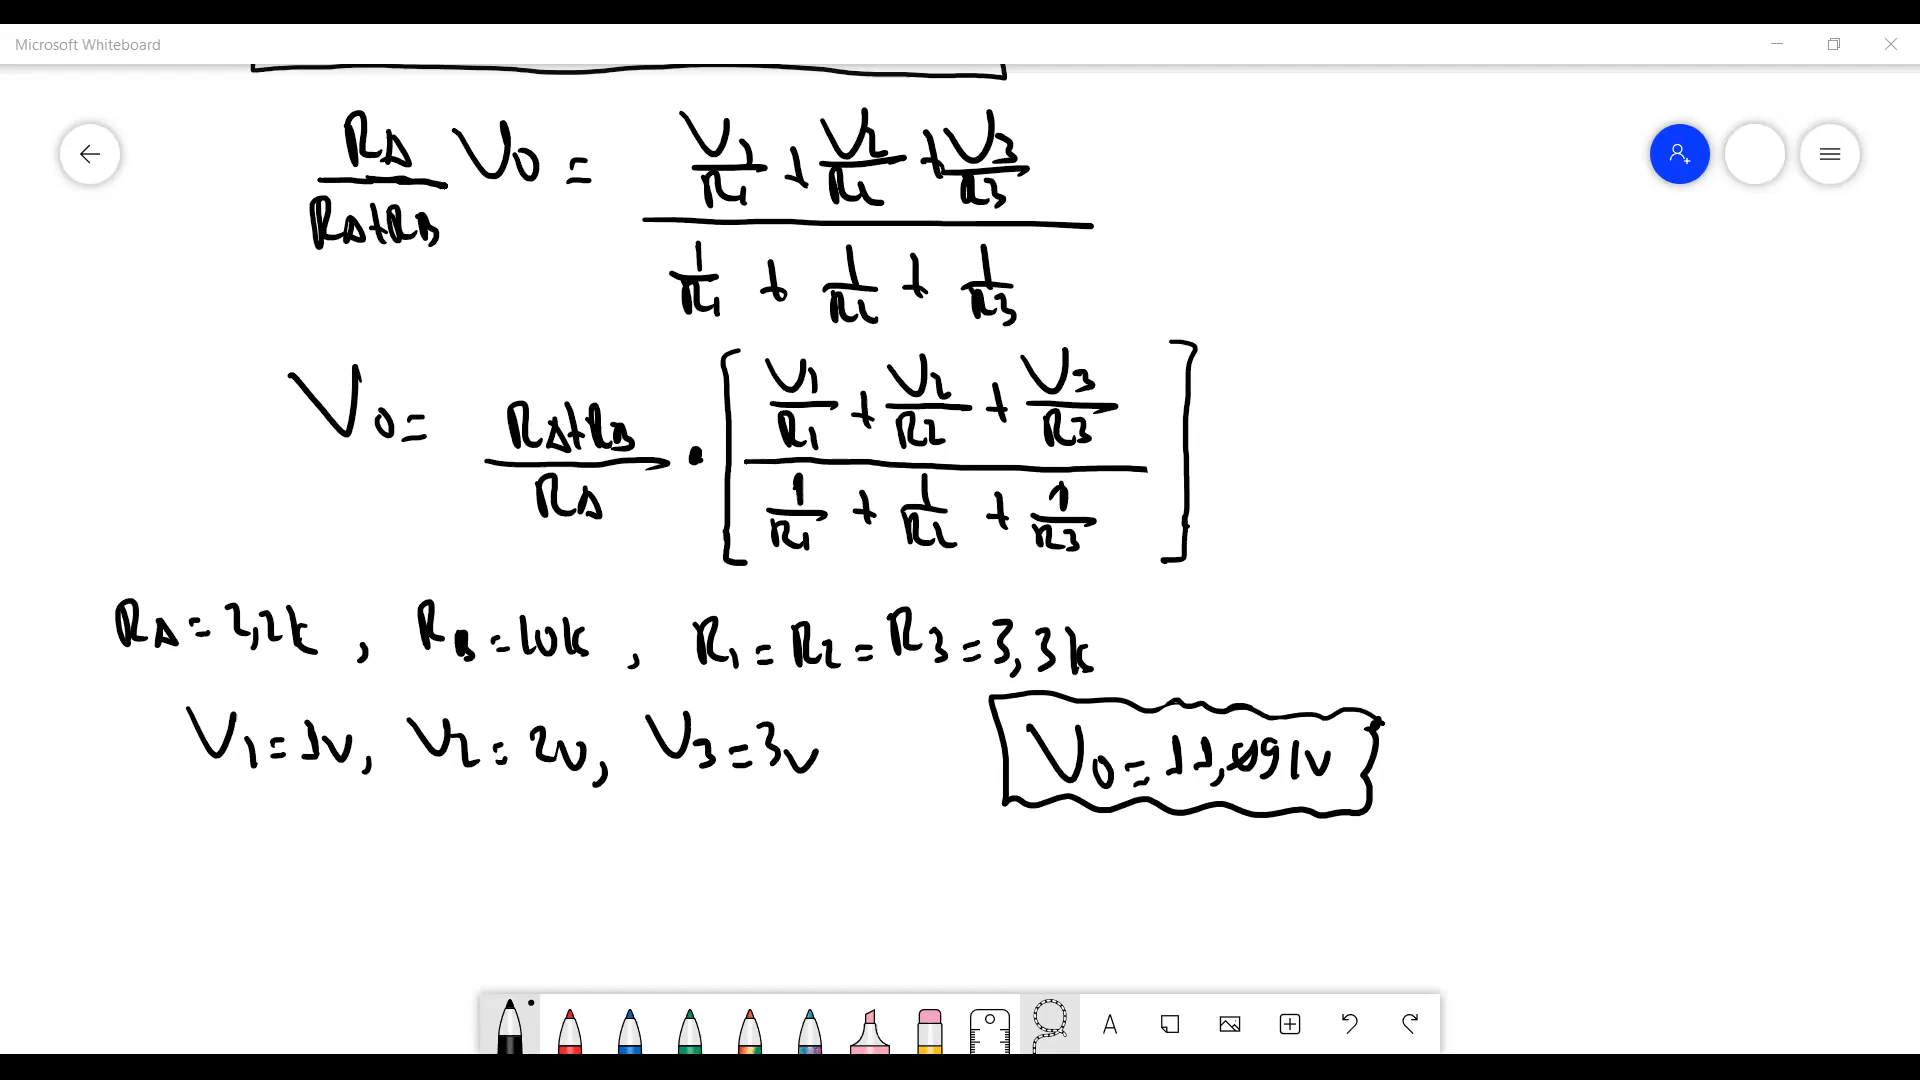 Microsoft Whiteboard
RA/(RA+RB) V0 = (V1/R1 + V2/R2 + V3/R3)/(1/R1 + 1/R2 + 1/R3)
V0 = (RA+RB)/RA · [(V1/R1 + V2/R2 + V3/R3)/(1/R1 + 1/R2 + 1/R3)]
RA = 2,2k , RB = 10k , R1 = R2 = R3 = 3,3k
V1 = 1v, V2 = 2v, V3 = 3v
V0 = 11,091v
A